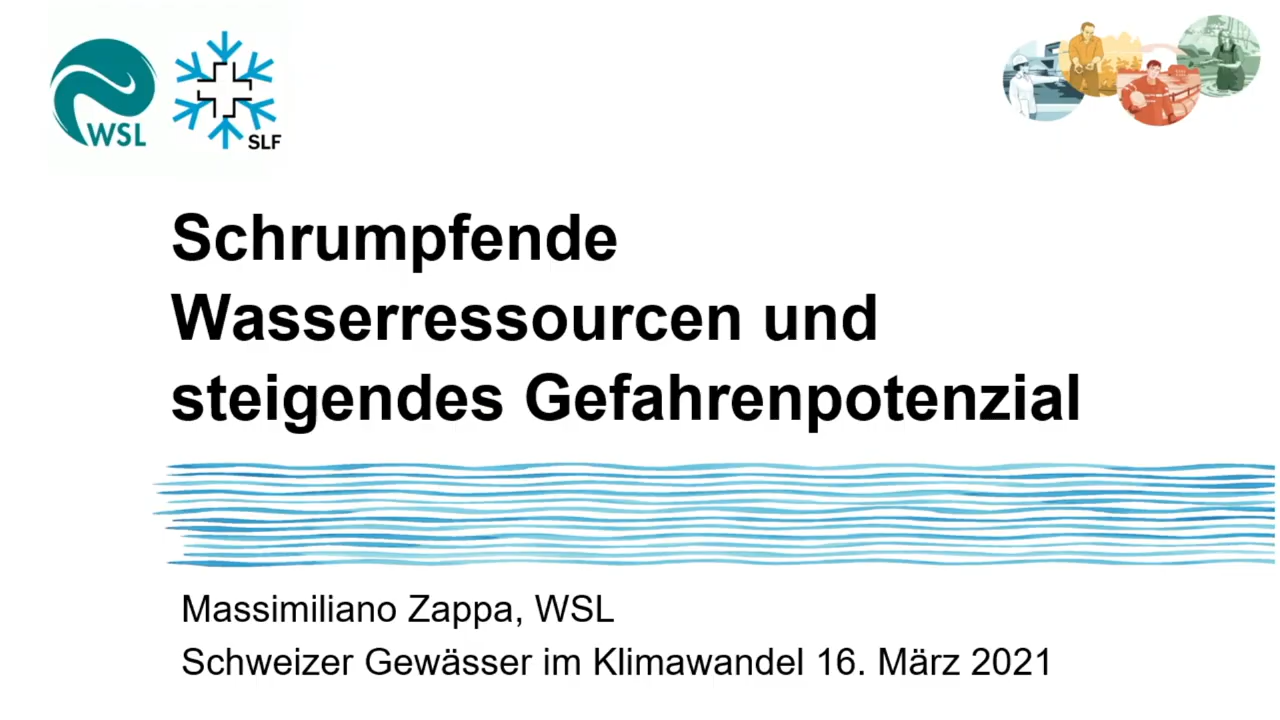 WSL
SLF
Schrumpfende
Wasserressourcen und
steigendes Gefahrenpotenzial
Massimiliano Zappa, WSL
Schweizer Gewässer im Klimawandel 16. März 2021